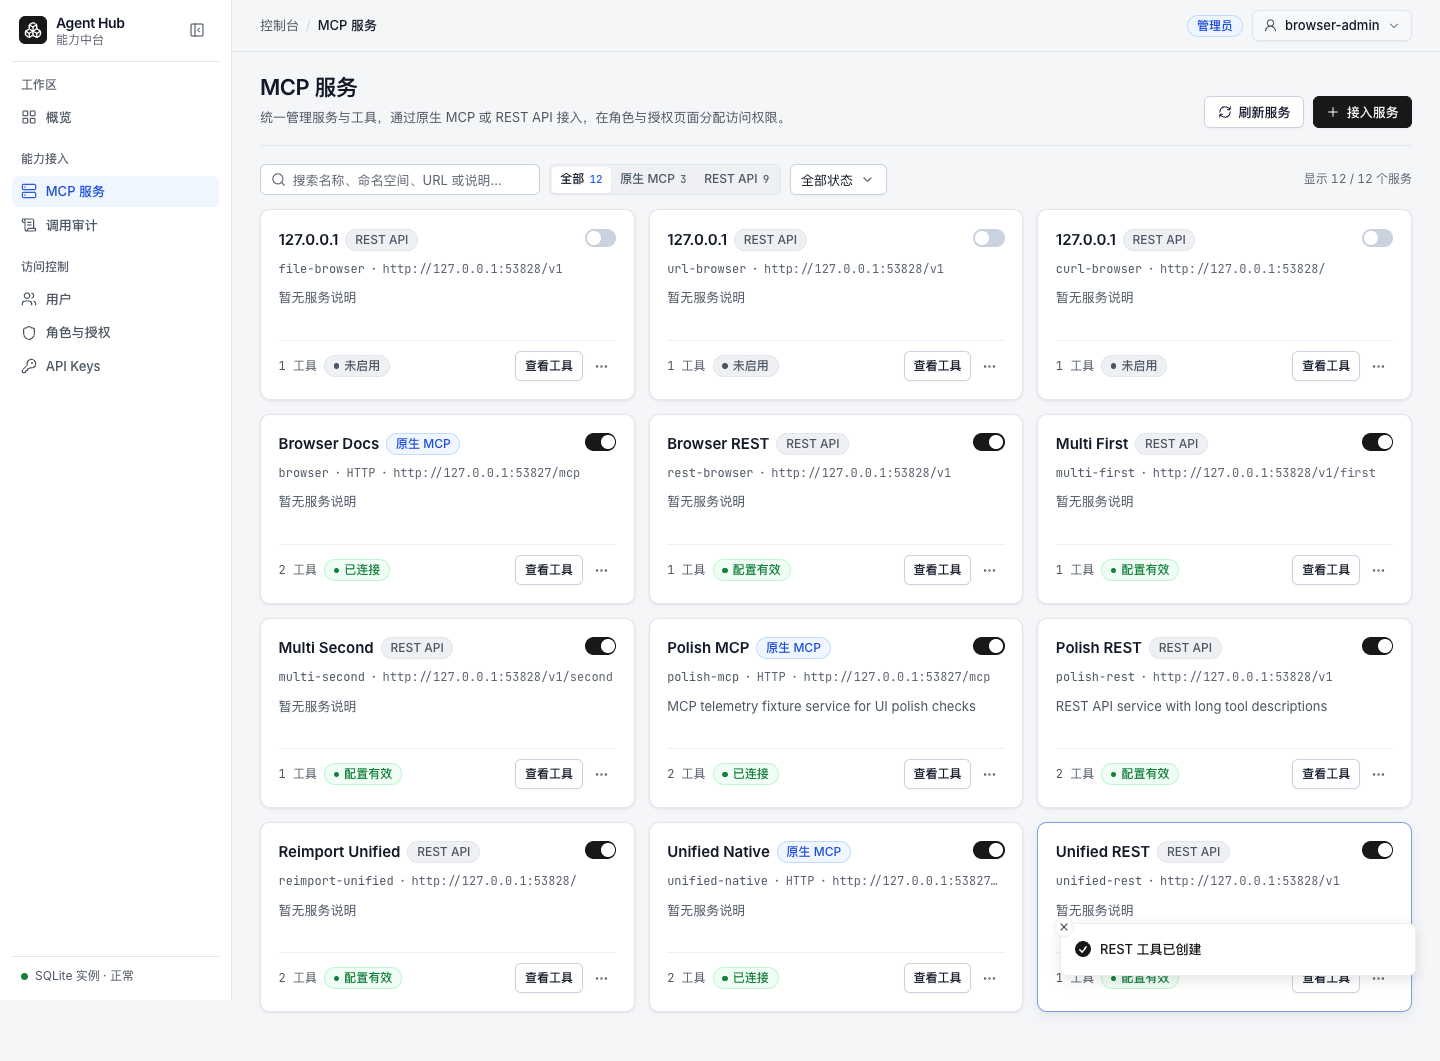 Agent Hub
能力中台
工作区
概览
能力接入
MCP 服务
调用审计
访问控制
用户
角色与授权
API Keys
SQLite 实例 · 正常
控制台 / MCP 服务
管理员
browser-admin
MCP 服务
统一管理服务与工具，通过原生 MCP 或 REST API 接入，在角色与授权页面分配访问权限。
刷新服务
接入服务
搜索名称、命名空间、URL 或说明...
全部 12 原生 MCP 3 REST API 9
全部状态
显示 12 / 12 个服务
127.0.0.1 REST API
file-browser · http://127.0.0.1:53828/v1
暂无服务说明
1 工具 未启用 查看工具
127.0.0.1 REST API
url-browser · http://127.0.0.1:53828/v1
暂无服务说明
1 工具 未启用 查看工具
127.0.0.1 REST API
curl-browser · http://127.0.0.1:53828/
暂无服务说明
1 工具 未启用 查看工具
Browser Docs 原生 MCP
browser · HTTP · http://127.0.0.1:53827/mcp
暂无服务说明
2 工具 已连接 查看工具
Browser REST REST API
rest-browser · http://127.0.0.1:53828/v1
暂无服务说明
1 工具 配置有效 查看工具
Multi First REST API
multi-first · http://127.0.0.1:53828/v1/first
暂无服务说明
1 工具 配置有效 查看工具
Multi Second REST API
multi-second · http://127.0.0.1:53828/v1/second
暂无服务说明
1 工具 配置有效 查看工具
Polish MCP 原生 MCP
polish-mcp · HTTP · http://127.0.0.1:53827/mcp
MCP telemetry fixture service for UI polish checks
2 工具 已连接 查看工具
Polish REST REST API
polish-rest · http://127.0.0.1:53828/v1
REST API service with long tool descriptions
2 工具 配置有效 查看工具
Reimport Unified REST API
reimport-unified · http://127.0.0.1:53828/
暂无服务说明
2 工具 配置有效 查看工具
Unified Native 原生 MCP
unified-native · HTTP · http://127.0.0.1:53827…
暂无服务说明
2 工具 已连接 查看工具
Unified REST REST API
unified-rest · http://127.0.0.1:53828/v1
暂无服务说明
REST 工具已创建
1 工具 配置有效 查看工具